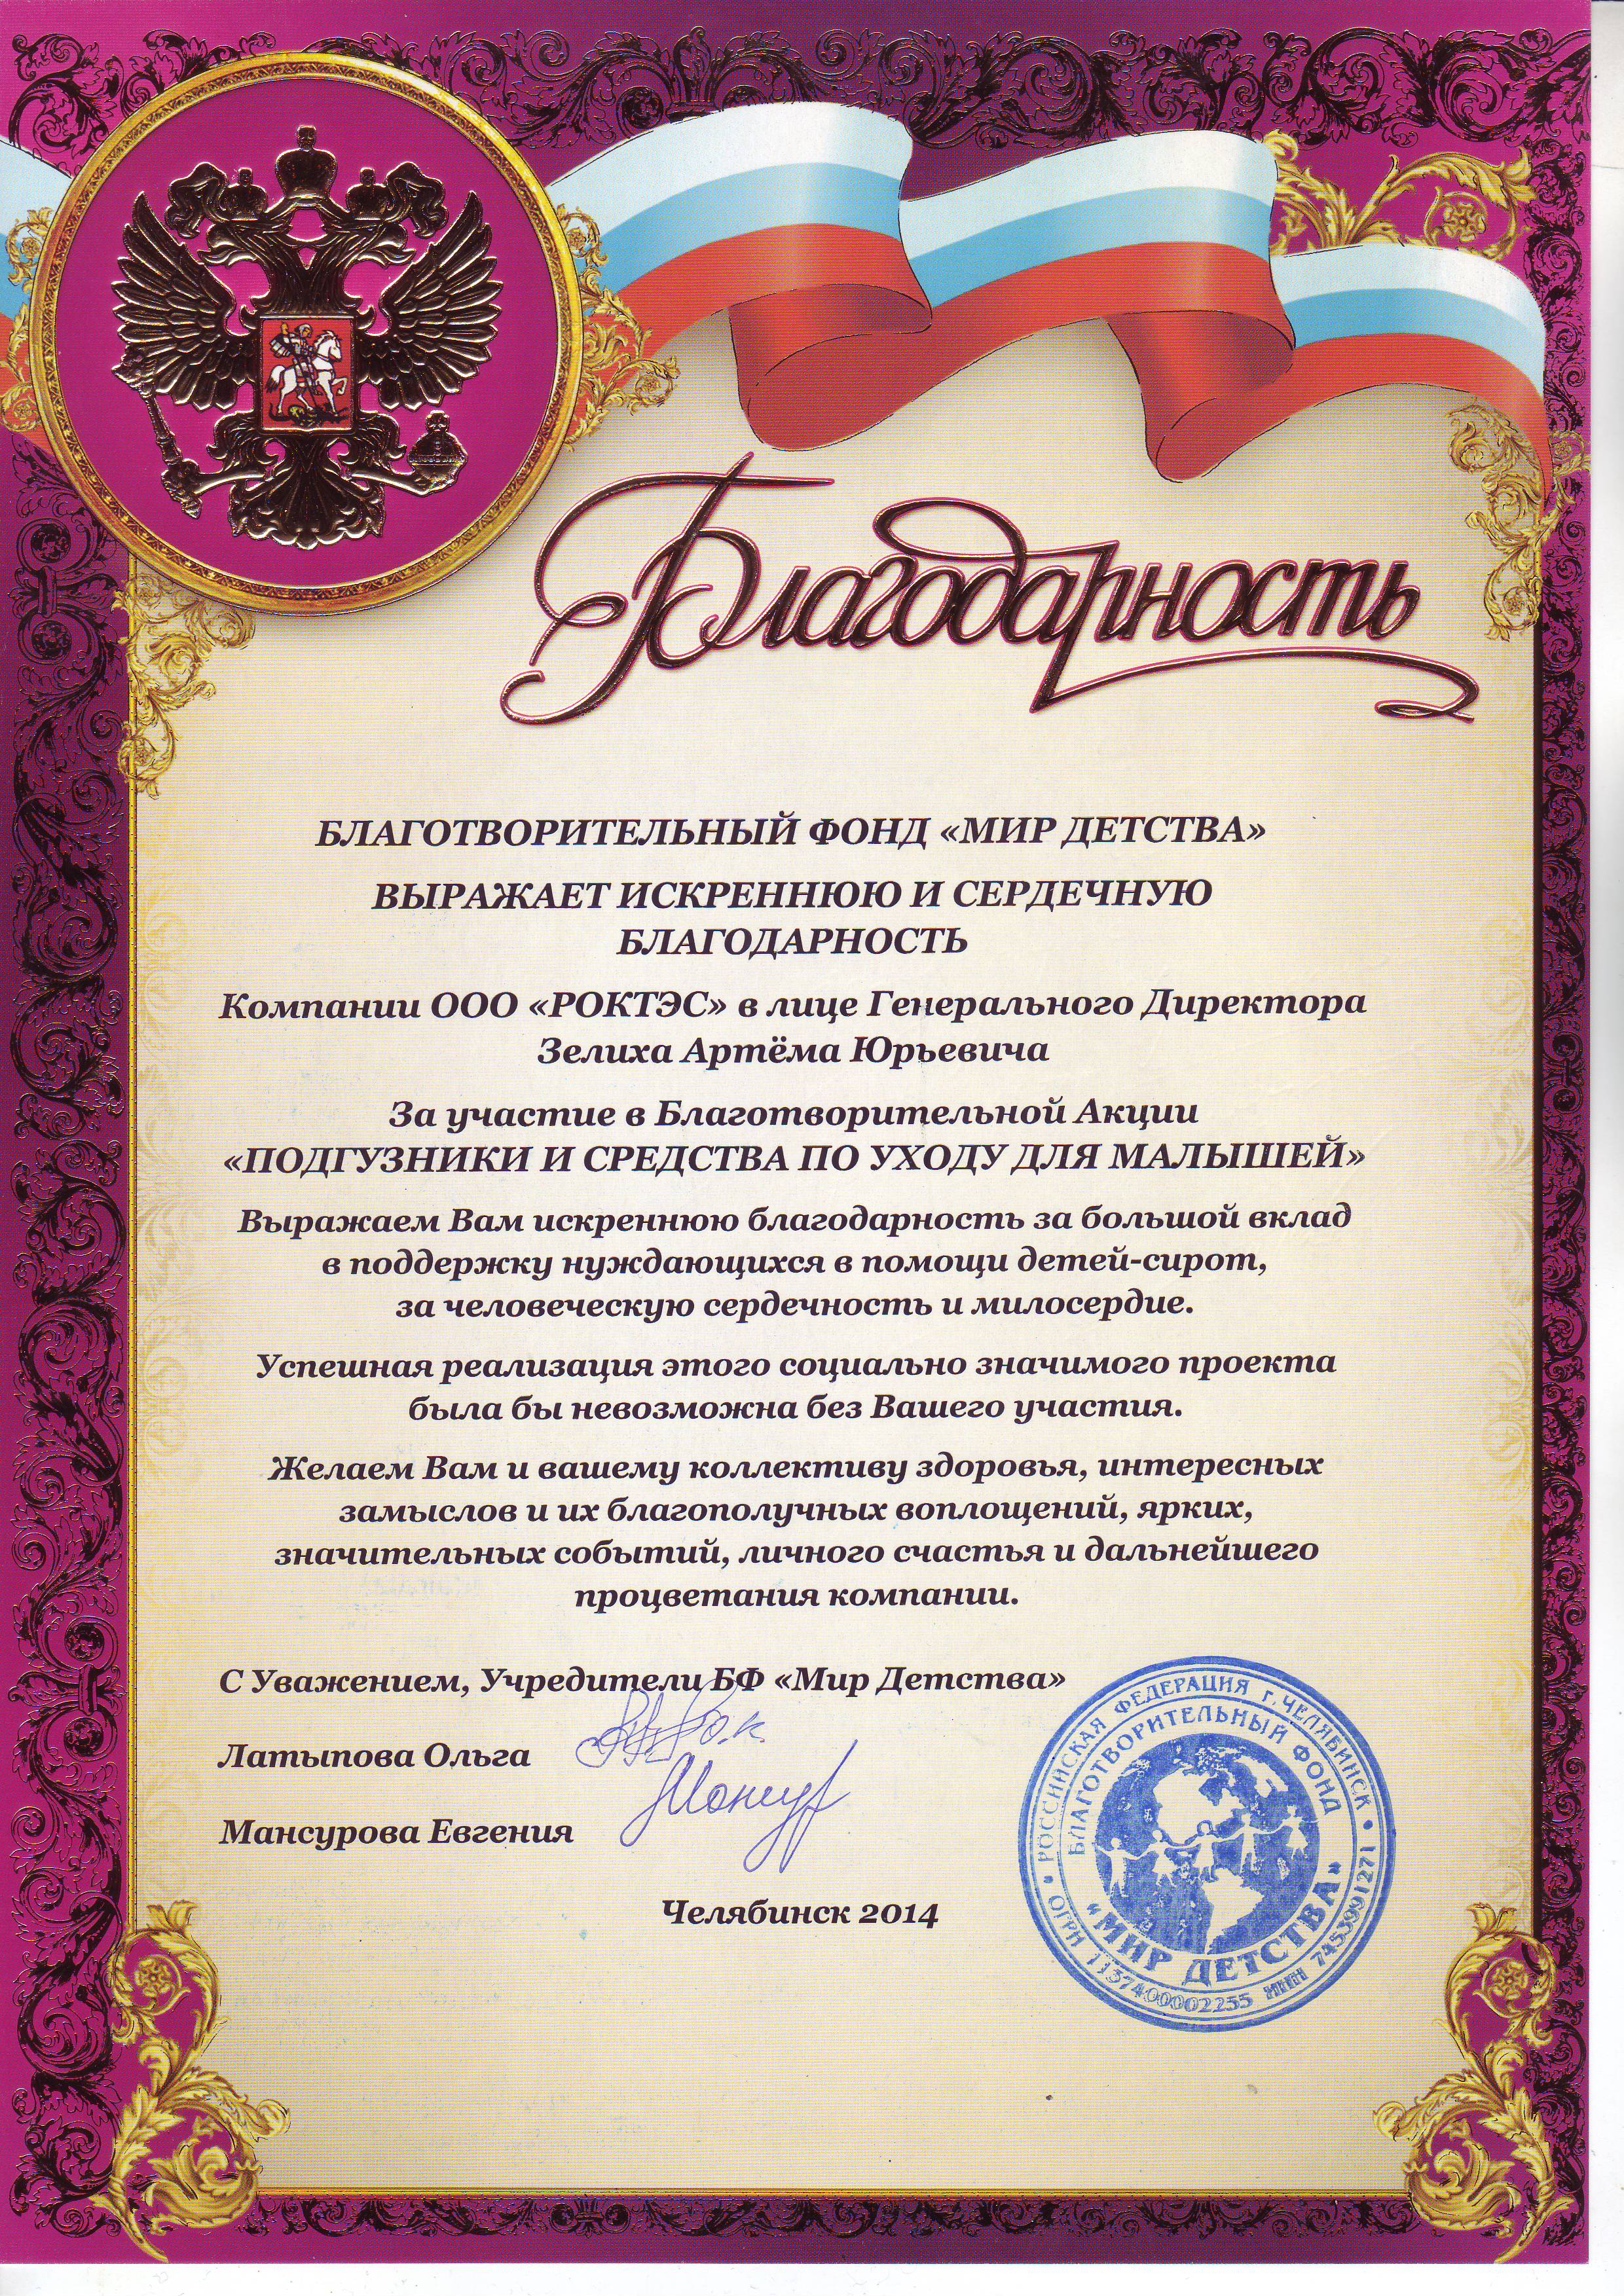 Благодарность
БЛАГОТВОРИТЕЛЬНЫЙ ФОНД «МИР ДЕТСТВА»
ВЫРАЖАЕТ ИСКРЕННЮЮ И СЕРДЕЧНУЮ
БЛАГОДАРНОСТЬ
Компании ООО «РОКТЭС» в лице Генерального Директора
Зелиха Артёма Юрьевича
За участие в Благотворительной Акции
«ПОДГУЗНИКИ И СРЕДСТВА ПО УХОДУ ДЛЯ МАЛЫШЕЙ»
Выражаем Вам искреннюю благодарность за большой вклад
в поддержку нуждающихся в помощи детей-сирот,
за человеческую сердечность и милосердие.
Успешная реализация этого социально значимого проекта
была бы невозможна без Вашего участия.
Желаем Вам и вашему коллективу здоровья, интересных
замыслов и их благополучных воплощений, ярких,
значительных событий, личного счастья и дальнейшего
процветания компании.
С Уважением, Учредители БФ «Мир Детства»
Латыпова Ольга
Мансурова Евгения
Челябинск 2014
• РОССИЙСКАЯ ФЕДЕРАЦИЯ г. ЧЕЛЯБИНСК •
БЛАГОТВОРИТЕЛЬНЫЙ ФОНД
«МИР ДЕТСТВА»
ОГРН 1137400002255 ИНН 7453991271